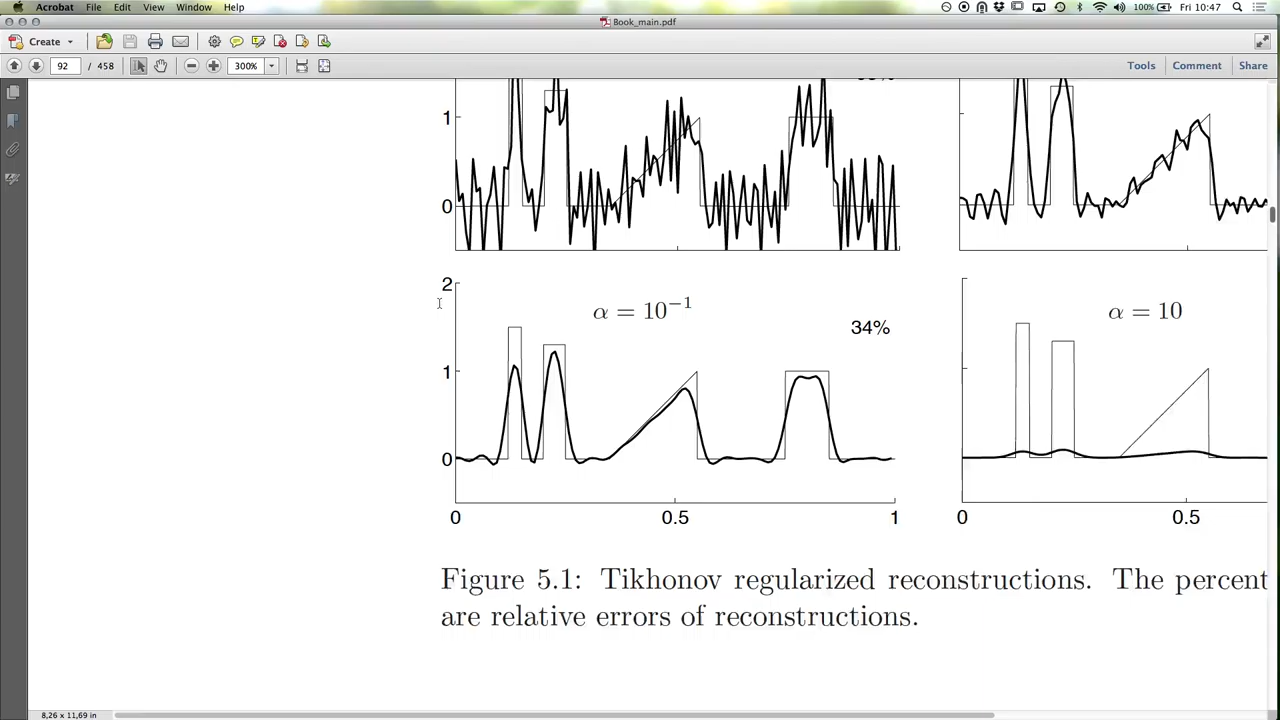 Acrobat File Edit View Window Help 100% Fri 10:47
Book_main.pdf
Create
92 / 458 300% Tools Comment Share
1
0
2
α = 10⁻¹
34%
1
0
0 0.5 1
α = 10
0 0.5
Figure 5.1: Tikhonov regularized reconstructions. The percent
are relative errors of reconstructions.
8,26 x 11,69 in